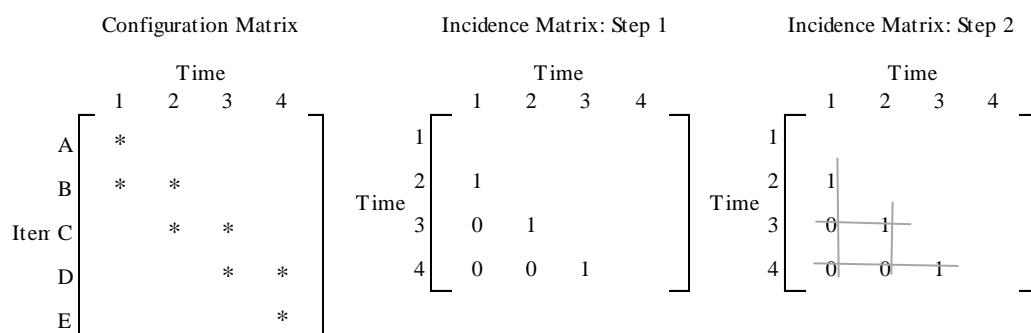 Configuration Matrix
Time
1 2 3 4
A *
B * *
Item C * *
D * *
E *
Incidence Matrix: Step 1
Time
1 2 3 4
1
2 1
Time
3 0 1
4 0 0 1
Incidence Matrix: Step 2
Time
1 2 3 4
1
2 1
Time
3 0 1
4 0 0 1